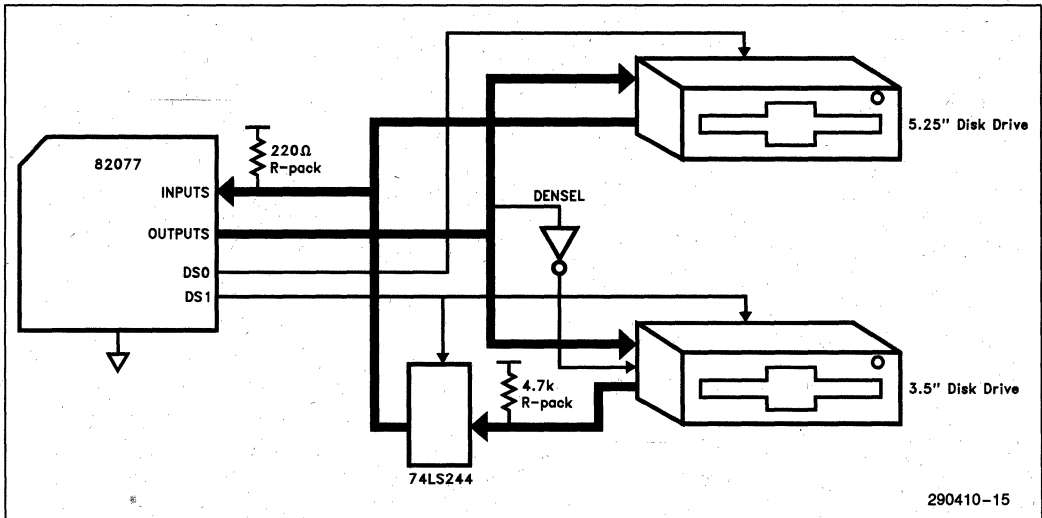 82077
INPUTS
OUTPUTS
DS0
DS1
220Ω
R-pack
DENSEL
5.25" Disk Drive
4.7k
R-pack
3.5" Disk Drive
74LS244
290410-15